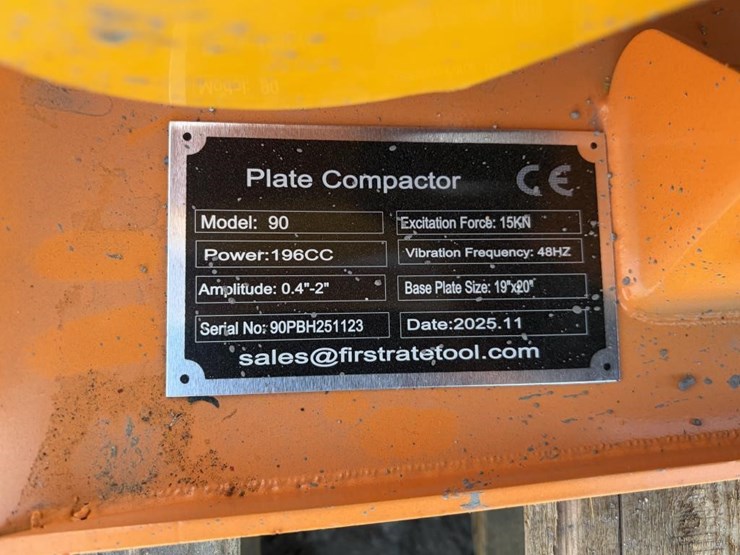 Plate Compactor CE
Model: 90
Excitation Force: 15KN
Power:196CC
Vibration Frequency: 48HZ
Amplitude: 0.4"-2"
Base Plate Size: 19"x20"
Serial No: 90PBH251123
Date:2025.11
sales@firstratetool.com